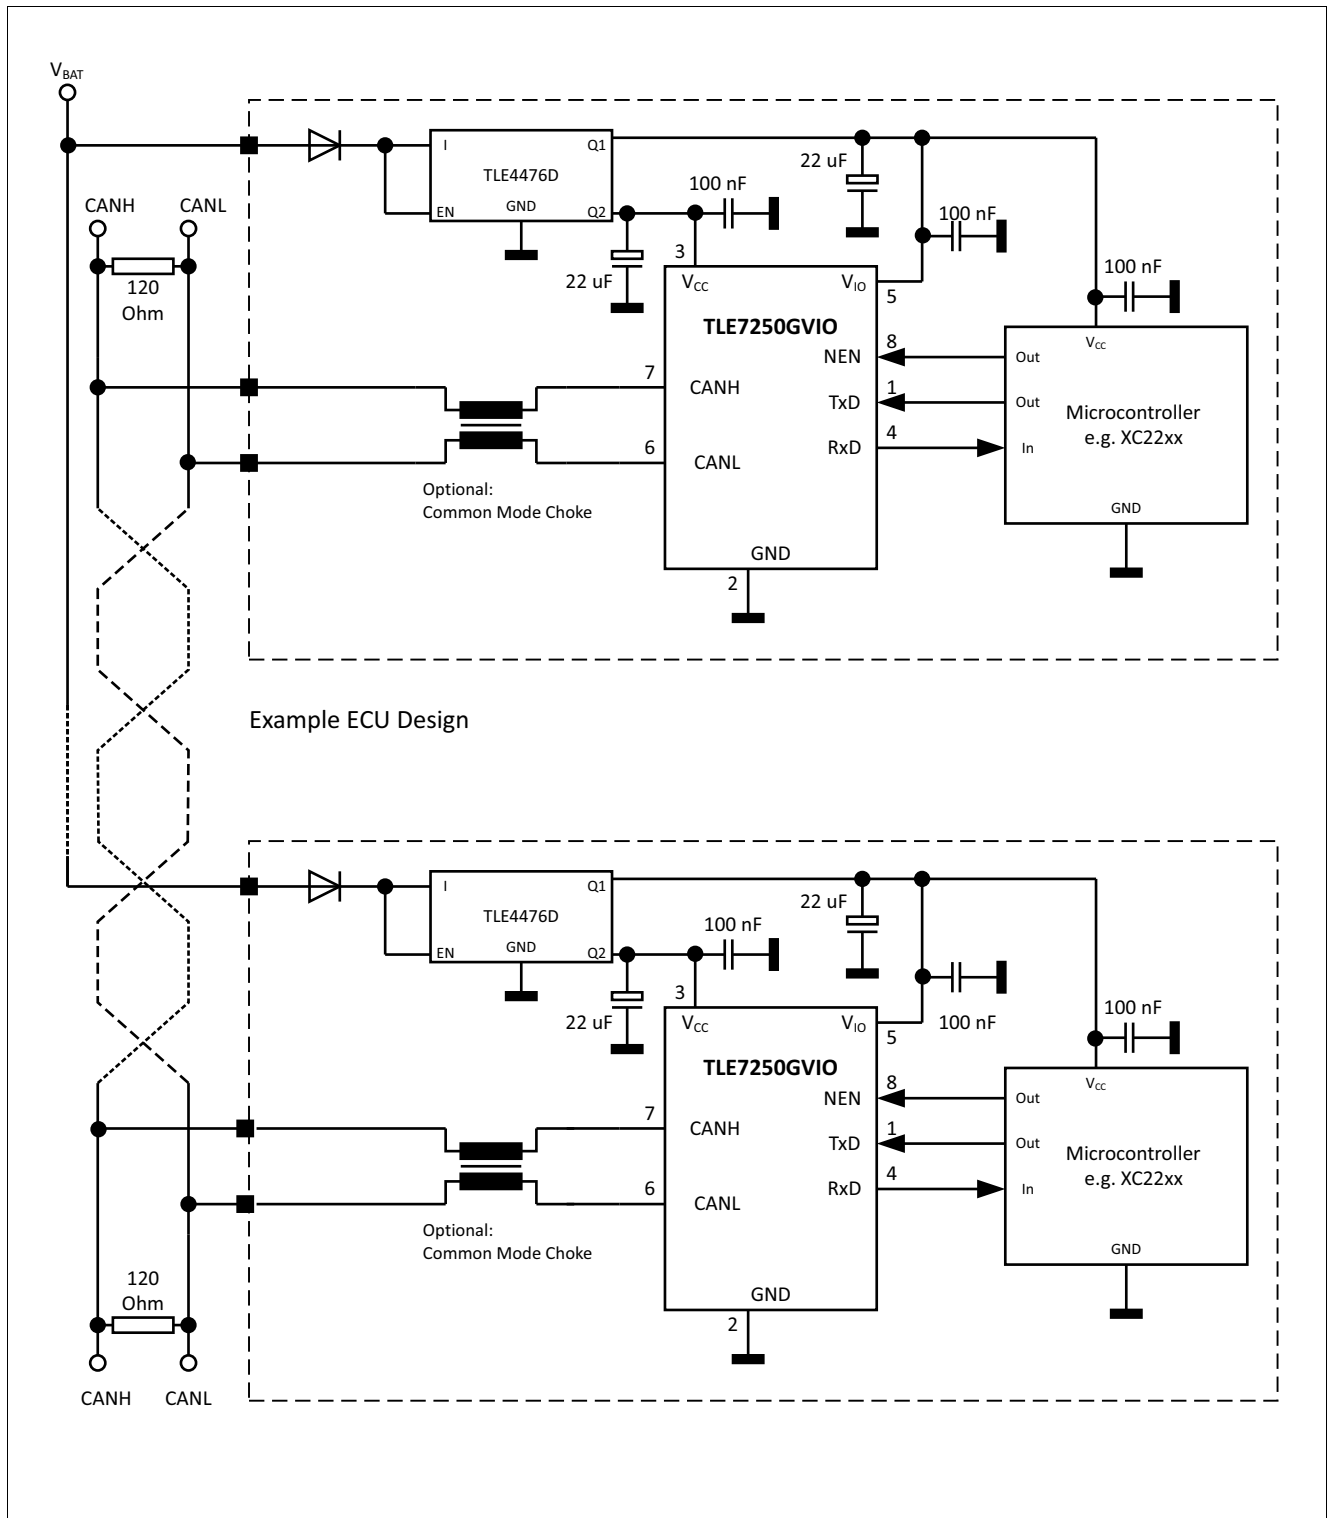 VBAT
CANH
CANL
120
Ohm
I
Q1
TLE4476D
EN
GND
Q2
22 uF
100 nF
22 uF
100 nF
100 nF
3
VCC
VIO
5
TLE7250GVIO
NEN
8
7
CANH
TxD
1
6
CANL
RxD
4
GND
2
Optional:
Common Mode Choke
VCC
Out
Out
Microcontroller
e.g. XC22xx
In
GND
Example ECU Design
I
Q1
TLE4476D
EN
GND
Q2
22 uF
100 nF
22 uF
100 nF
100 nF
3
VCC
VIO
5
TLE7250GVIO
NEN
8
7
CANH
TxD
1
6
CANL
RxD
4
GND
2
Optional:
Common Mode Choke
VCC
Out
Out
Microcontroller
e.g. XC22xx
In
GND
120
Ohm
CANH
CANL